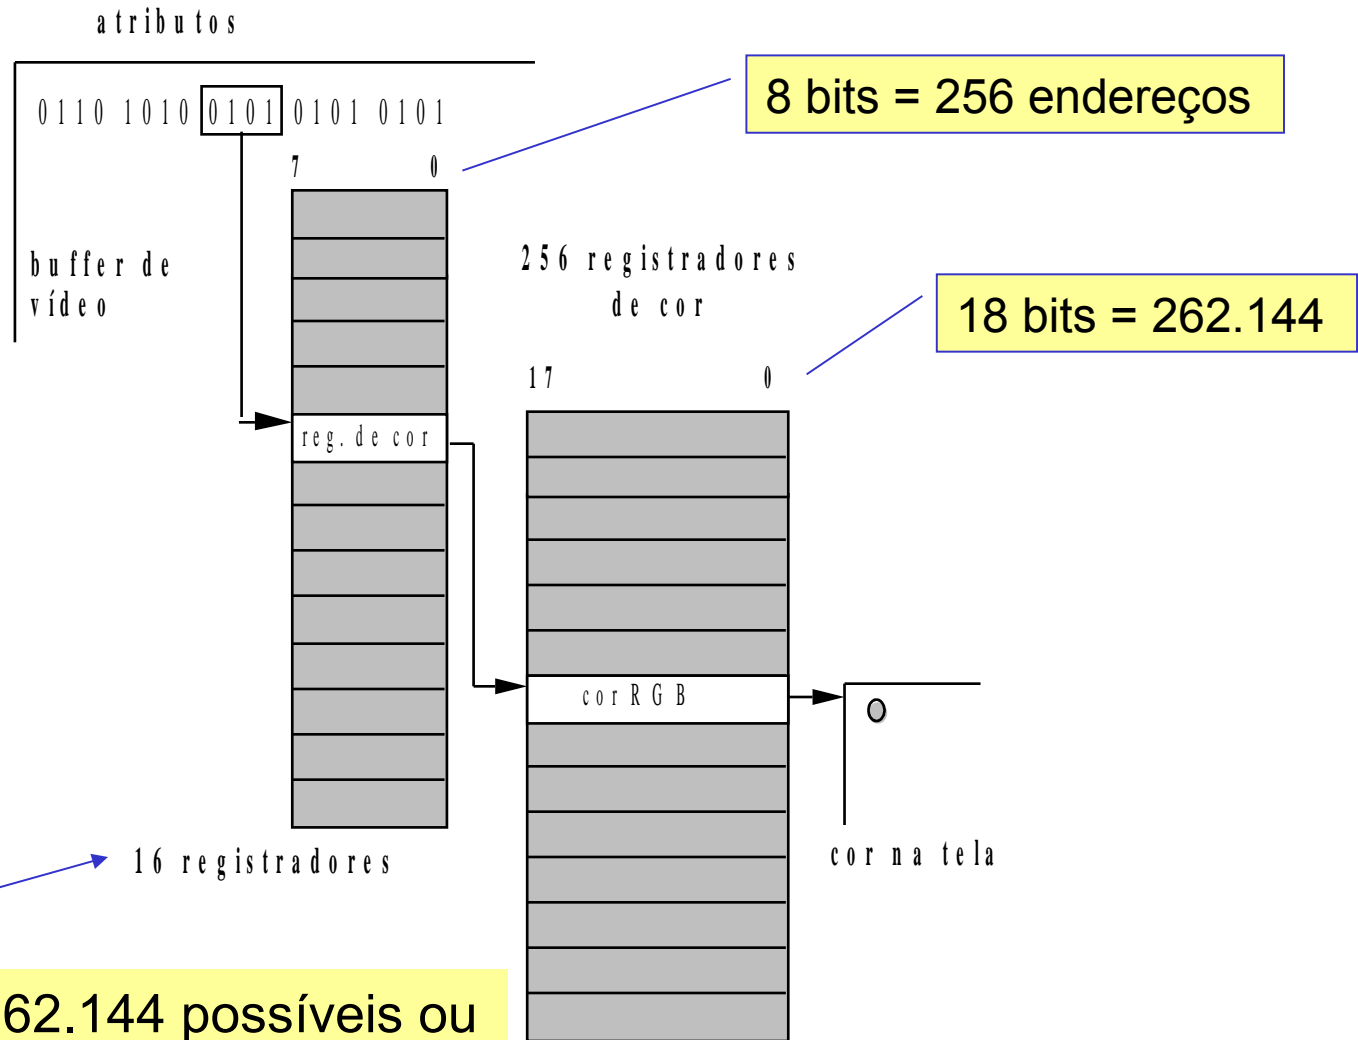 atributos
0110 1010 0101 0101 0101
8 bits = 256 endereços
7 0
buffer de
vídeo
256 registradores
de cor
18 bits = 262.144
17 0
reg. de cor
cor R G B
16 registradores
cor na tela
62.144 possíveis ou